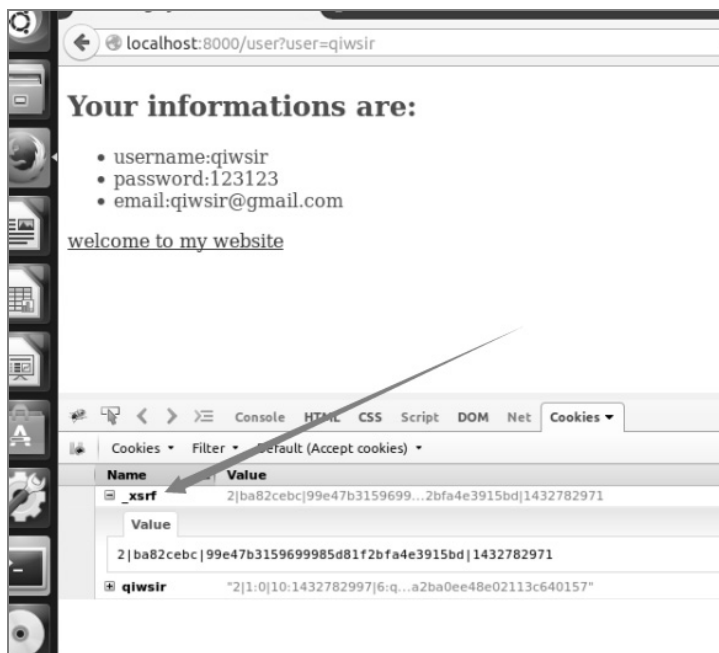 localhost:8000/user?user=qiwsir
Your informations are:
• username:qiwsir
• password:123123
• email:qiwsir@gmail.com
welcome to my website
Console HTML CSS Script DOM Net Cookies
Cookies Filter Default (Accept cookies)
Name Value
_xsrf 2|ba82cebc|99e47b3159699...2bfa4e3915bd|1432782971
Value
2|ba82cebc|99e47b3159699985d81f2bfa4e3915bd|1432782971
qiwsir "2|1:0|10:1432782997|6:q...a2ba0ee48e02113c640157"